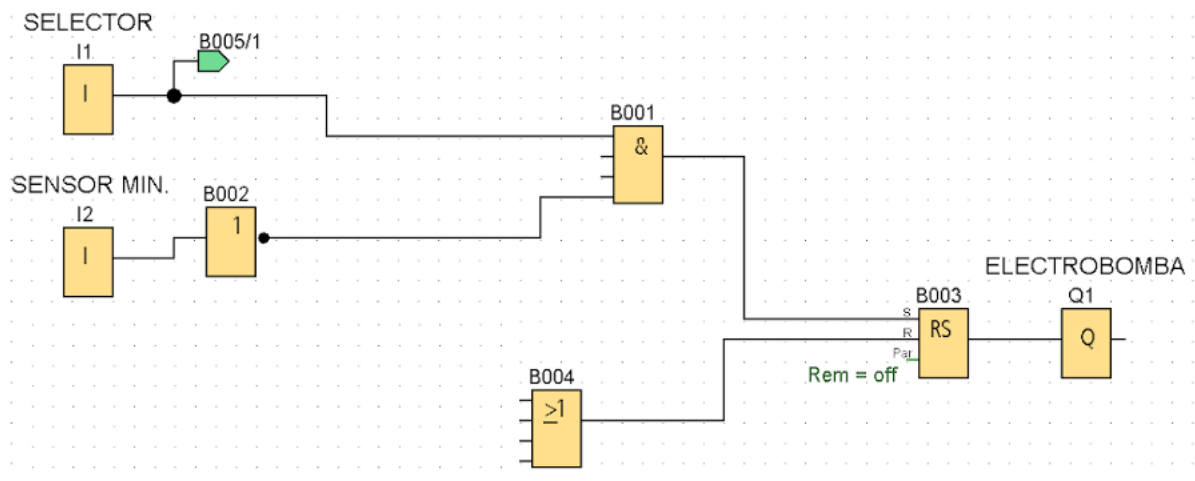 SELECTOR
I1
B005/1
I
B001
&
SENSOR MIN.
B002
I2
1
I
ELECTROBOMBA
B003
Q1
S
RS
Q
R
Par
Rem = off
B004
≥1